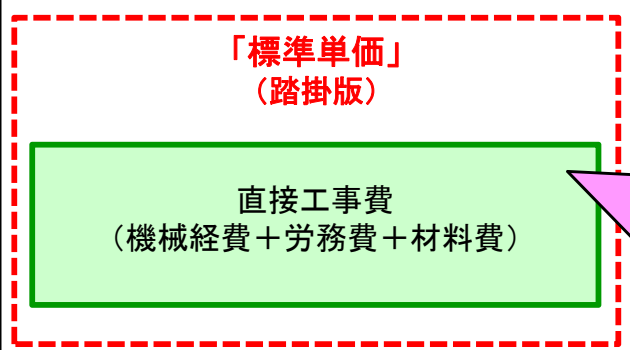 「標準単価」
（踏掛版）
直接工事費
（機械経費＋労務費＋材料費）